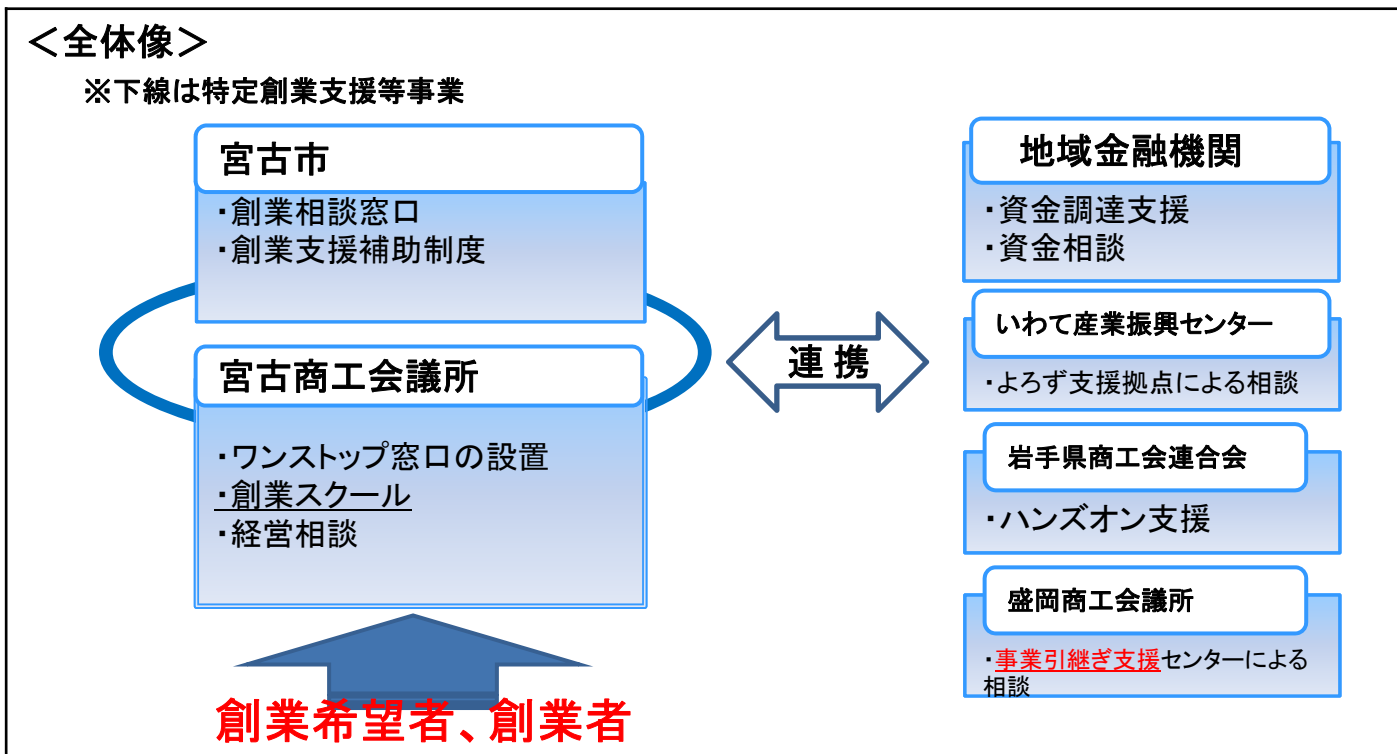 ＜全体像＞
※下線は特定創業支援等事業
宮古市
・創業相談窓口
・創業支援補助制度
宮古商工会議所
・ワンストップ窓口の設置
・創業スクール
・経営相談
創業希望者、創業者
連 携
地域金融機関
・資金調達支援
・資金相談
いわて産業振興センター
・よろず支援拠点による相談
岩手県商工会連合会
・ハンズオン支援
盛岡商工会議所
・事業引継ぎ支援センターによる
相談